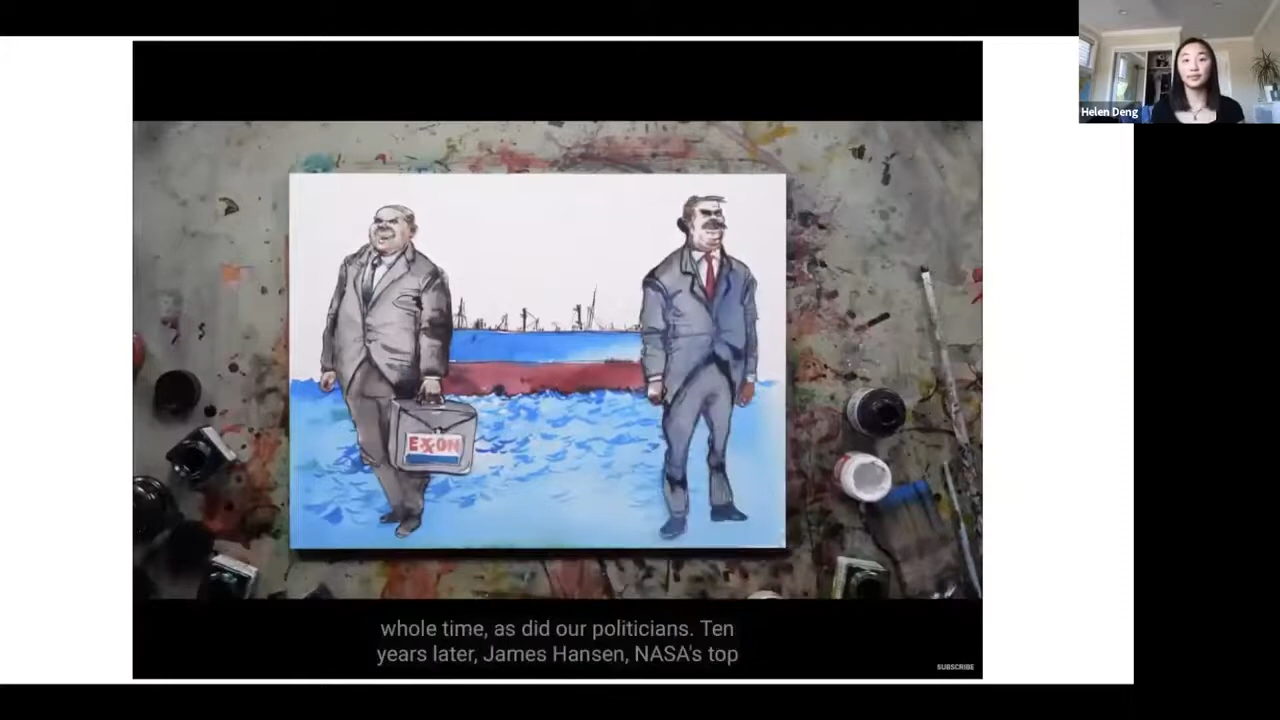 Helen Deng
EXXON
whole time, as did our politicians. Ten
years later, James Hansen, NASA's top
SUBSCRIBE